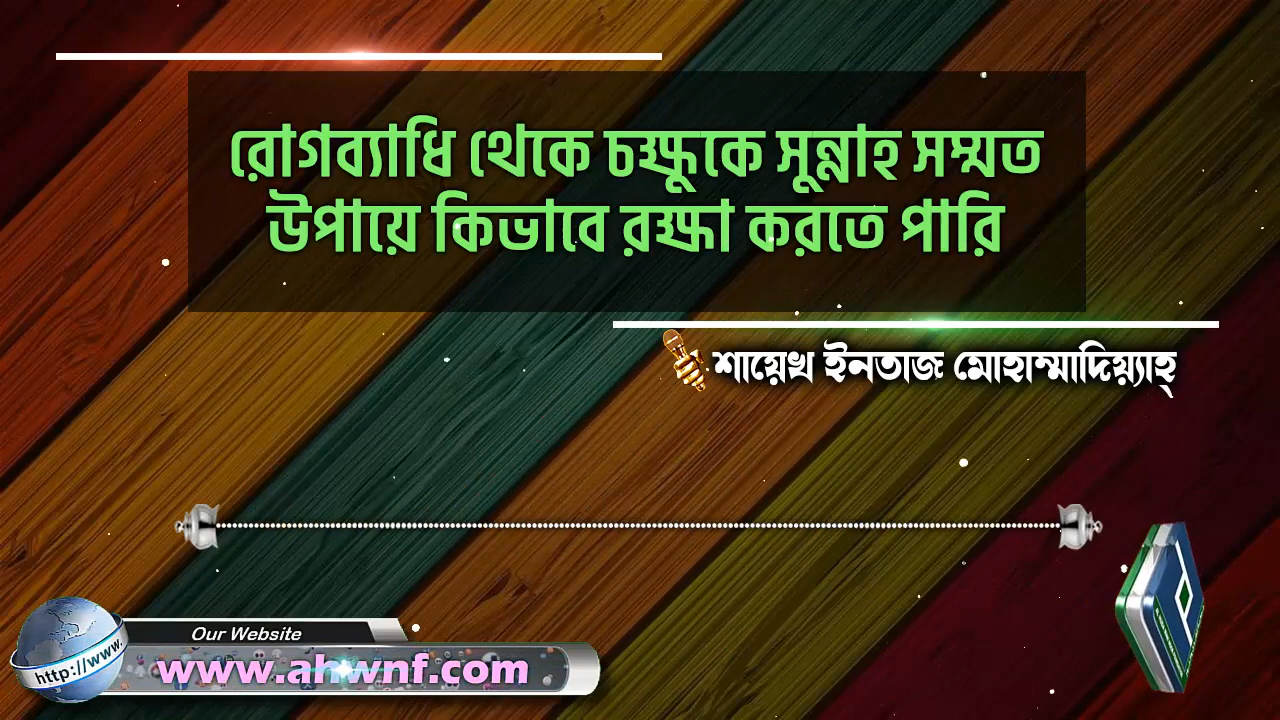 রোগব্যাধি থেকে চক্ষুকে সুন্নাহ সম্মত
উপায়ে কিভাবে রক্ষা করতে পারি
শায়েখ ইনতাজ মোহাম্মাদিয়্যাহ্
Our Website
http://www.
www.ahwnf.com